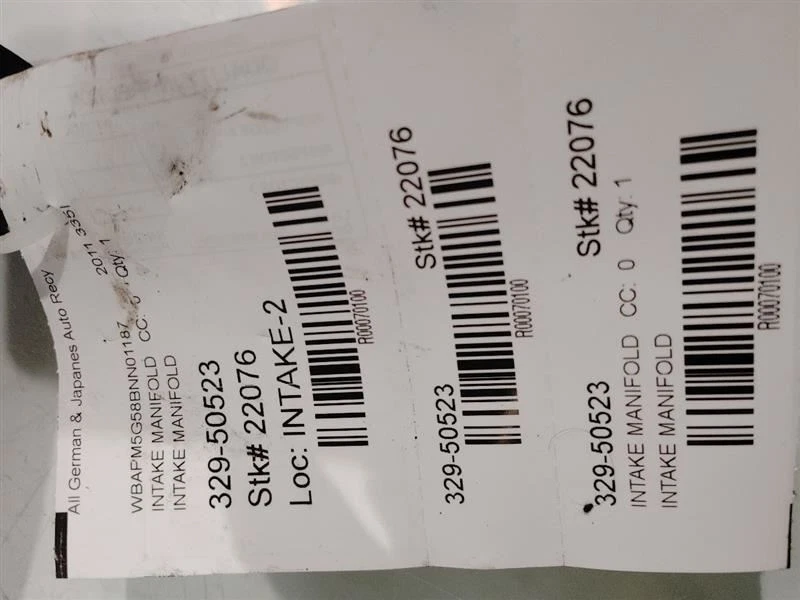 All German & Japanes Auto Recy
WBAPM5G58BNN01187 2011 335i
INTAKE MANIFOLD CC: 0 Qty. 1
INTAKE MANIFOLD
329-50523
Stk# 22076
Loc: INTAKE-2
R00070100
329-50523 Stk# 22076
R00070100
329-50523 Stk# 22076
INTAKE MANIFOLD CC: 0 Qty. 1
INTAKE MANIFOLD
R00070100